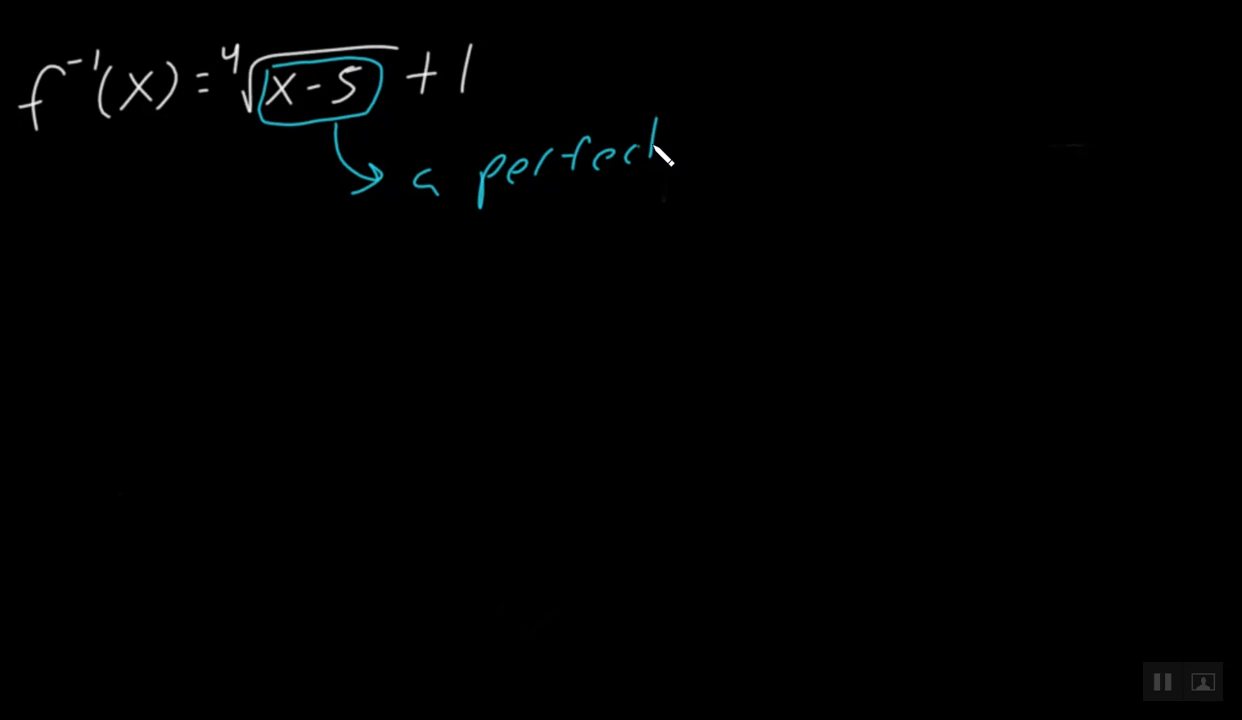 f⁻¹(x) = ⁴√(x-5) + 1
a perfect